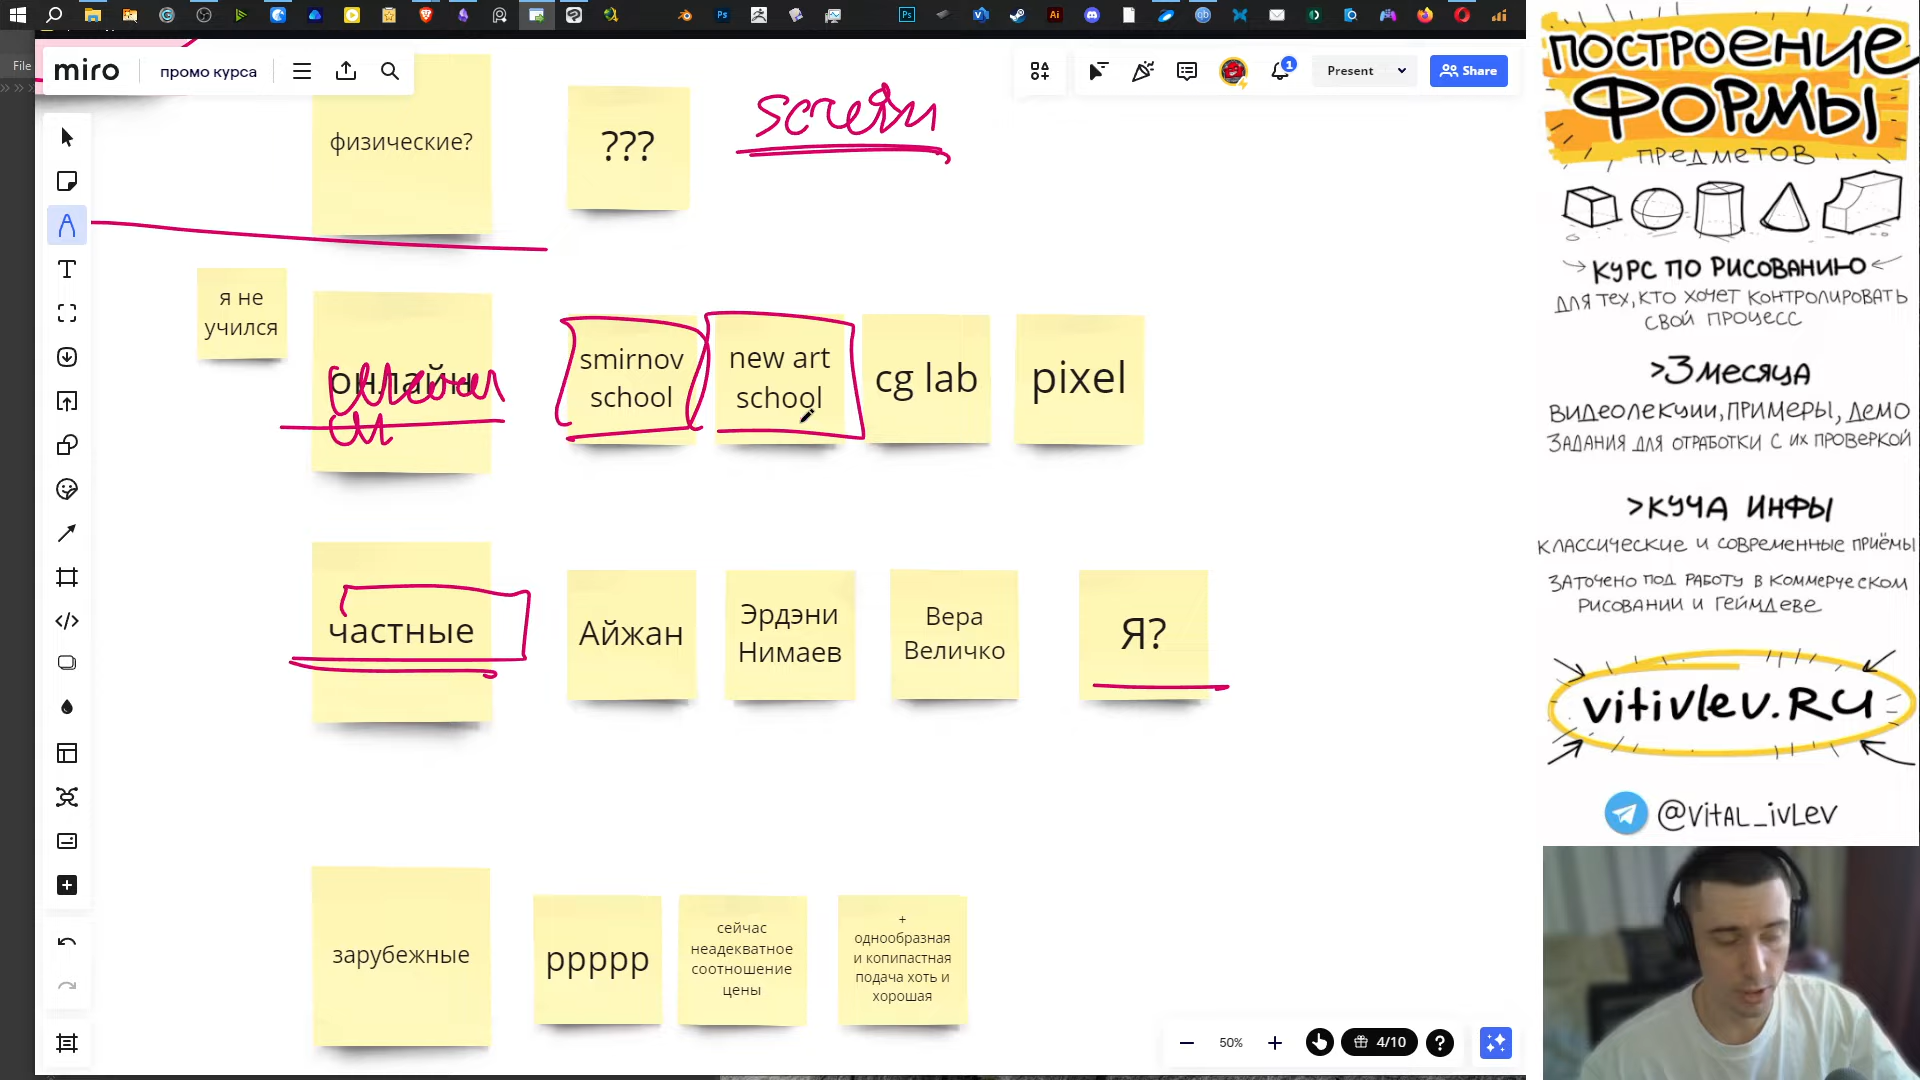 File
miro
промо курса
Present
Share
1
физические?
???
screen
я не
учился
онлайн
smirnov
school
new art
school
cg lab
pixel
частные
Айжан
Эрдэни
Нимаев
Вера
Величко
Я?
зарубежные
ppppp
сейчас
неадекватное
соотношение
цены
+
однообразная
и копипастная
подача хоть и
хорошая
50%
4/10
ПОСТРОЕНИЕ
ФОРМЫ
ПРЕДМЕТОВ
КУРС ПО РИСОВАНИЮ
ДЛЯ ТЕХ, КТО ХОЧЕТ КОНТРОЛИРОВАТЬ
СВОЙ ПРОЦЕСС
>3 месяца
ВИДЕОЛЕКЦИИ, ПРИМЕРЫ, ДЕМО
ЗАДАНИЯ ДЛЯ ОТРАБОТКИ С ИХ ПРОВЕРКОЙ
>КУЧА ИНФЫ
КЛАССИЧЕСКИЕ И СОВРЕМЕННЫЕ ПРИЁМЫ
ЗАТОЧЕНО ПОД РАБОТУ В КОММЕРЧЕСКОМ
РИСОВАНИИ И ГЕЙМДЕВЕ
vitivlev.RU
@VITAL_IVLEV